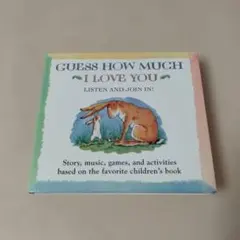 GUESS HOW MUCH
I LOVE YOU
LISTEN AND JOIN IN!
Story, music, games, and activities
based on the favorite children's book